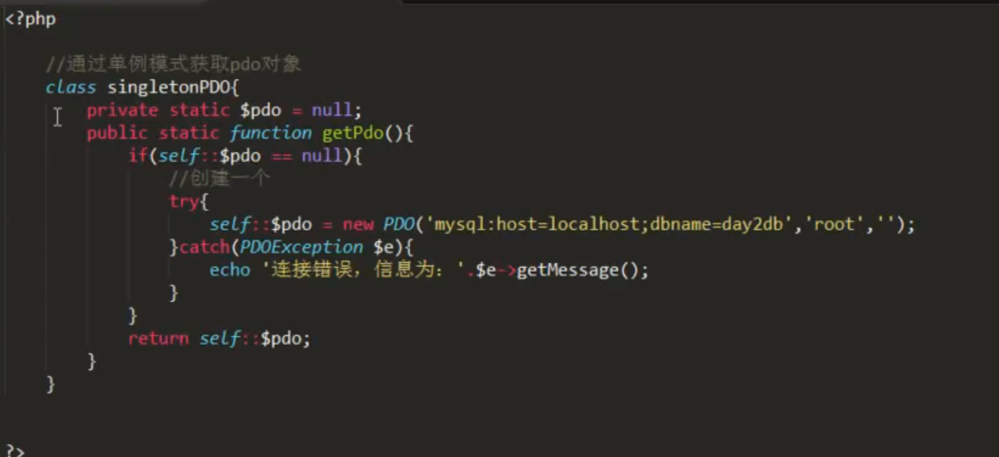 <?php
//通过单例模式获取pdo对象
class singletonPDO{
private static $pdo = null;
public static function getPdo(){
if(self::$pdo == null){
//创建一个
try{
self::$pdo = new PDO('mysql:host=localhost;dbname=day2db','root','');
}catch(PDOException $e){
echo '连接错误，信息为：'.$e->getMessage();
}
}
return self::$pdo;
}
}
?>